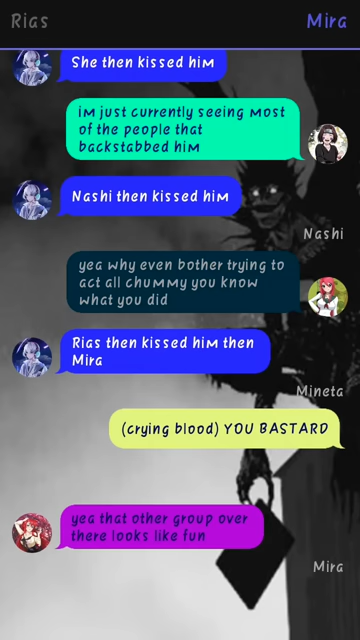 Rias
Mira
She then kissed him
im just currently seeing most
of the people that
backstabbed him
Nashi then kissed him
Nashi
yea why even bother trying to
act all chummy you know
what you did
Rias then kissed him then
Mira
Mineta
(crying blood) YOU BASTARD
yea that other group over
there looks like fun
Mira